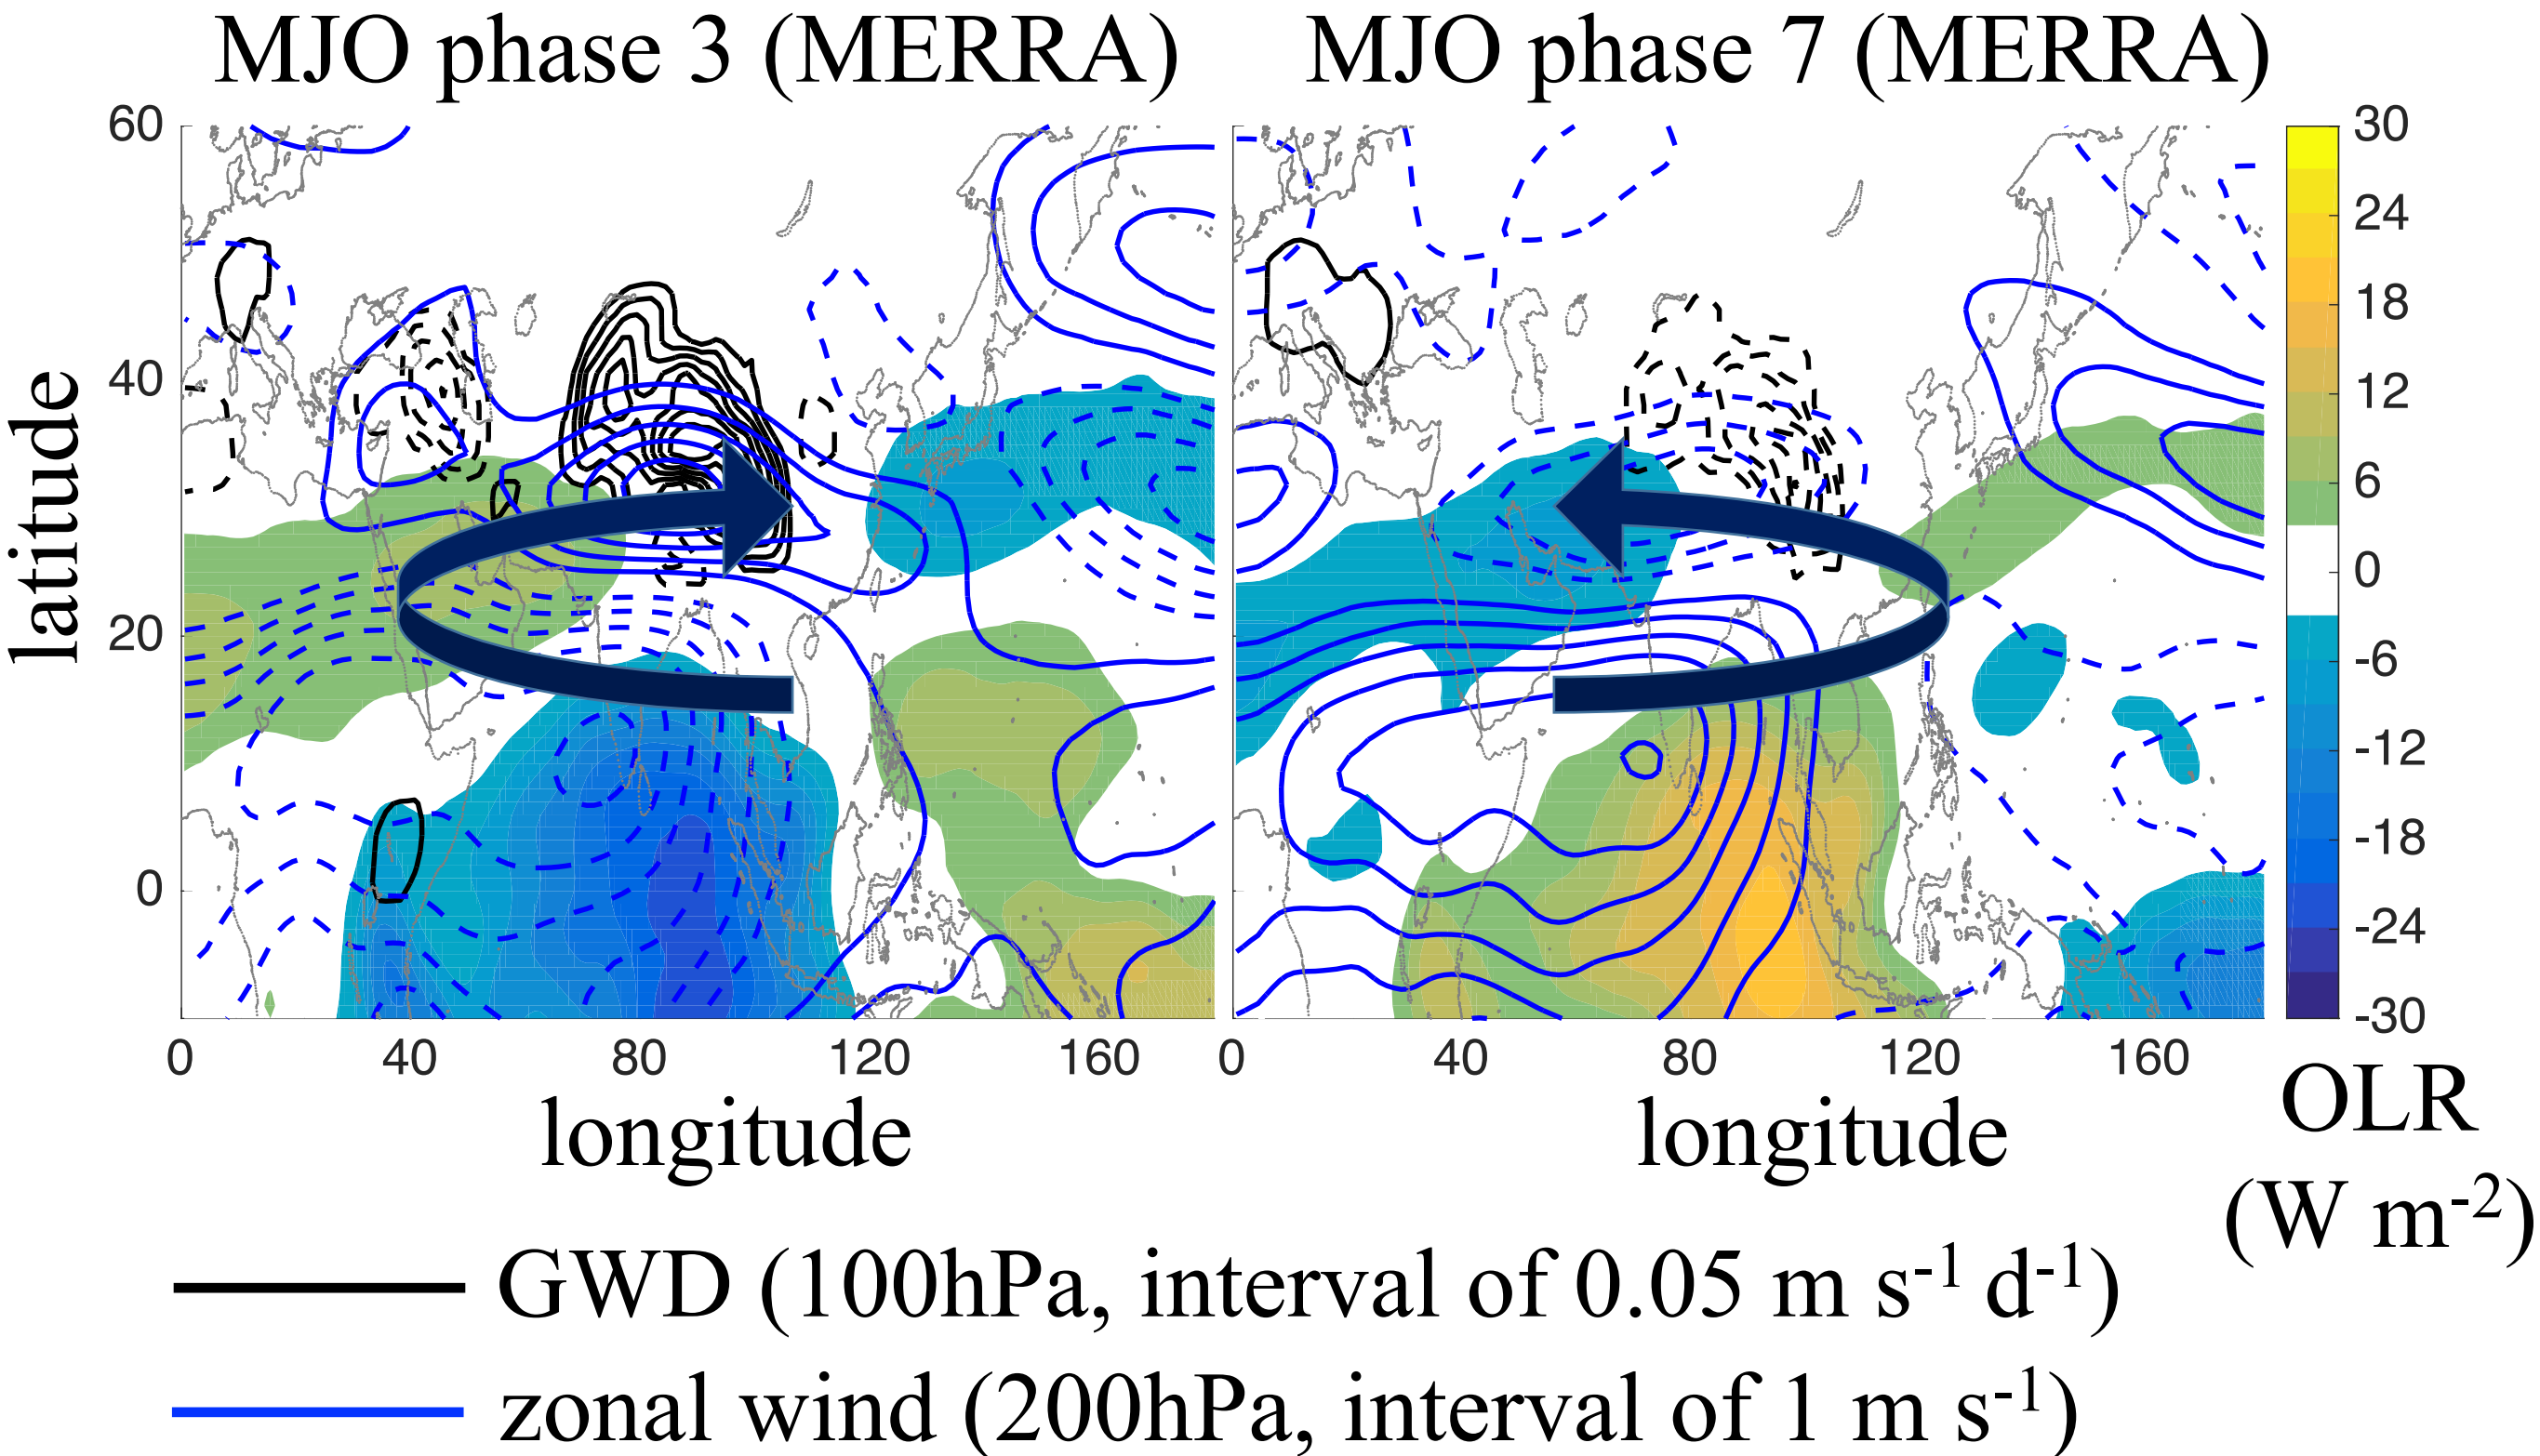 MJO phase 3 (MERRA)
MJO phase 7 (MERRA)
latitude
60
40
20
0
0 40 80 120 160
longitude
0 40 80 120 160
longitude
30
24
18
12
6
0
-6
-12
-18
-24
-30
OLR
(W m-2)
GWD (100hPa, interval of 0.05 m s-1 d-1)
zonal wind (200hPa, interval of 1 m s-1)